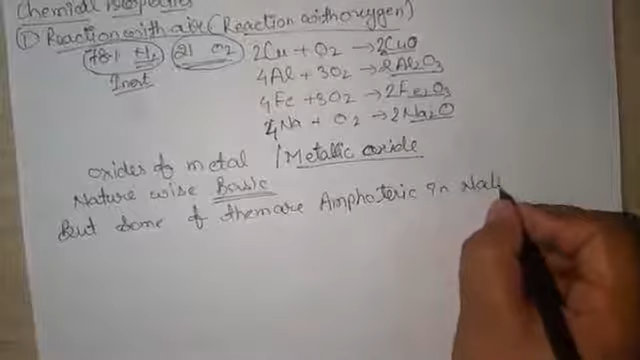 Chemical Properties
① Reaction with air (Reaction with oxygen)
78% N₂ 21 O₂
Inert
2Cu + O₂ → 2CuO
4Al + 3O₂ → 2Al₂O₃
4Fe + 3O₂ → 2Fe₂O₃
4Na + O₂ → 2Na₂O
oxides of metal / Metallic oxide
Nature wise Basic
But some of them are Amphoteric in